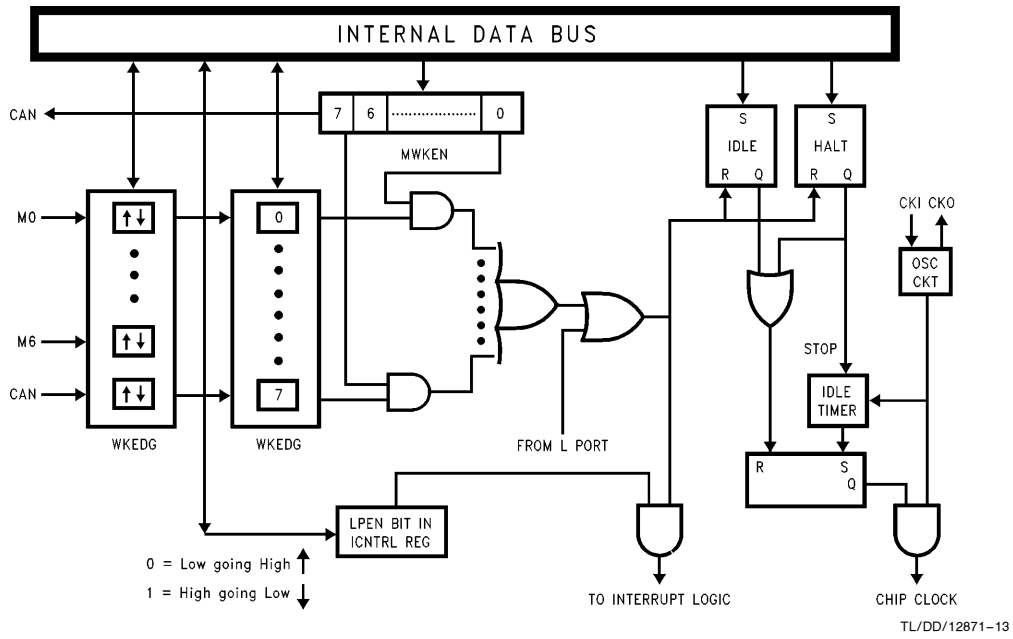 INTERNAL DATA BUS
CAN
7 6 .................... 0
MWKEN
S
IDLE
R Q
S
HALT
R Q
M0
↑↓
0
CKI CKO
OSC
CKT
M6
↑↓
STOP
CAN
↑↓
7
IDLE
TIMER
WKEDG
WKEDG
FROM L PORT
R S
Q
LPEN BIT IN
ICNTRL REG
0 = Low going High ↑
1 = High going Low ↓
TO INTERRUPT LOGIC
CHIP CLOCK
TL/DD/12871–13